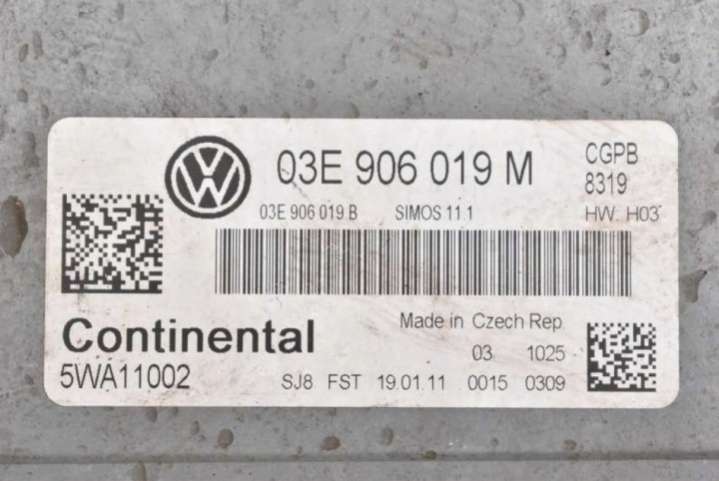 03E 906 019 M
CGPB
8319
03E 906 019 B SIMOS 11.1
HW: H03
Continental
5WA11002
Made in Czech Rep.
03 1025
SJ8 FST 19.01.11 0015 0309